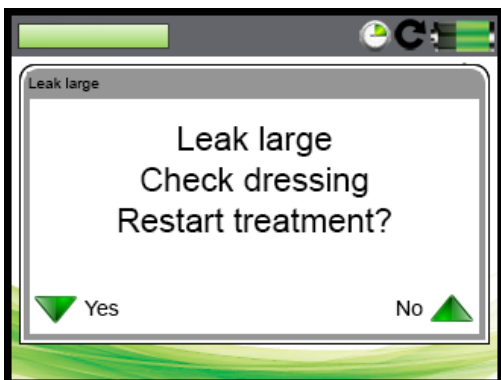 Leak large
Leak large
Check dressing
Restart treatment?
Yes No